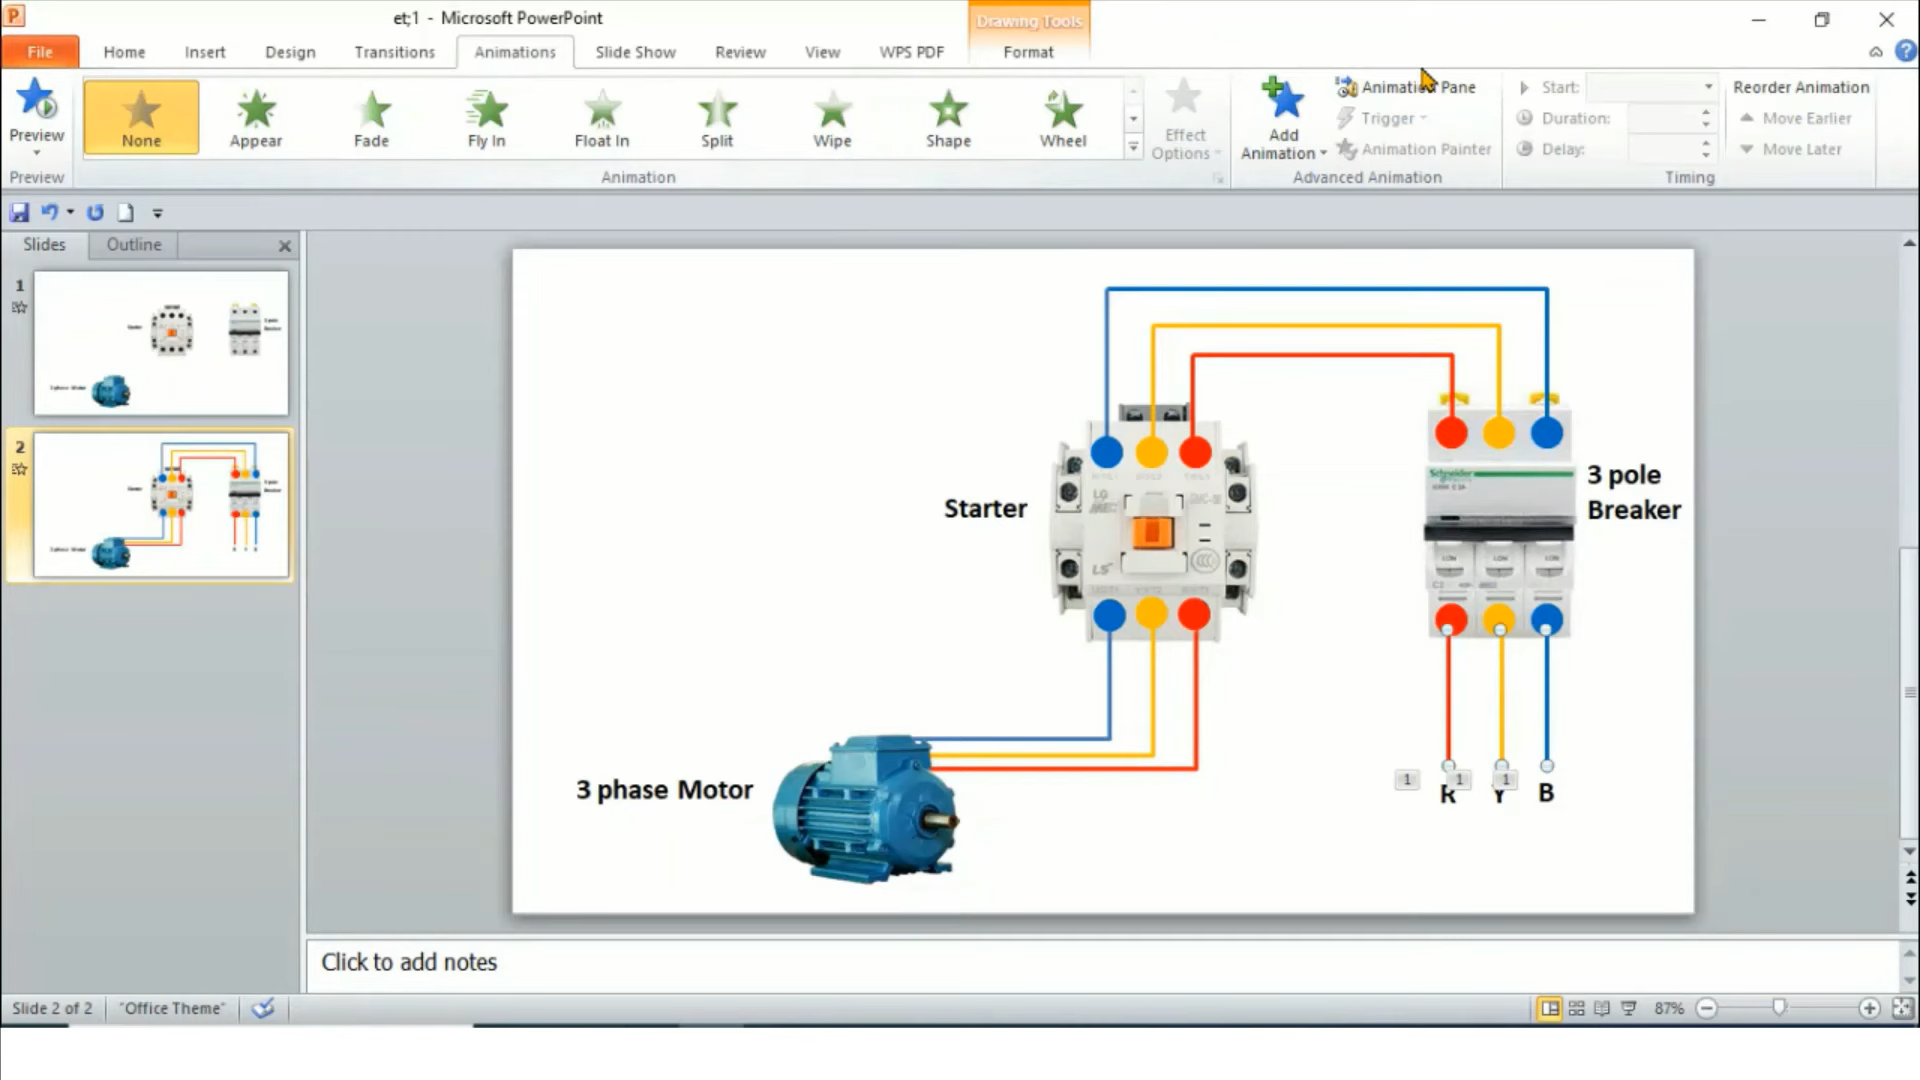 et;1 - Microsoft PowerPoint
Drawing Tools
File Home Insert Design Transitions Animations Slide Show Review View WPS PDF Format
Preview
None Appear Fade Fly In Float In Split Wipe Shape Wheel
Effect Options
Add Animation
Animation Pane
Trigger
Animation Painter
Start:
Duration:
Delay:
Reorder Animation
Move Earlier
Move Later
Preview Animation Advanced Animation Timing
Slides Outline
1
2
Starter
3 pole
Breaker
Schneider
LS
3 phase Motor
1 1 1
R Y B
Click to add notes
Slide 2 of 2 "Office Theme" 87%